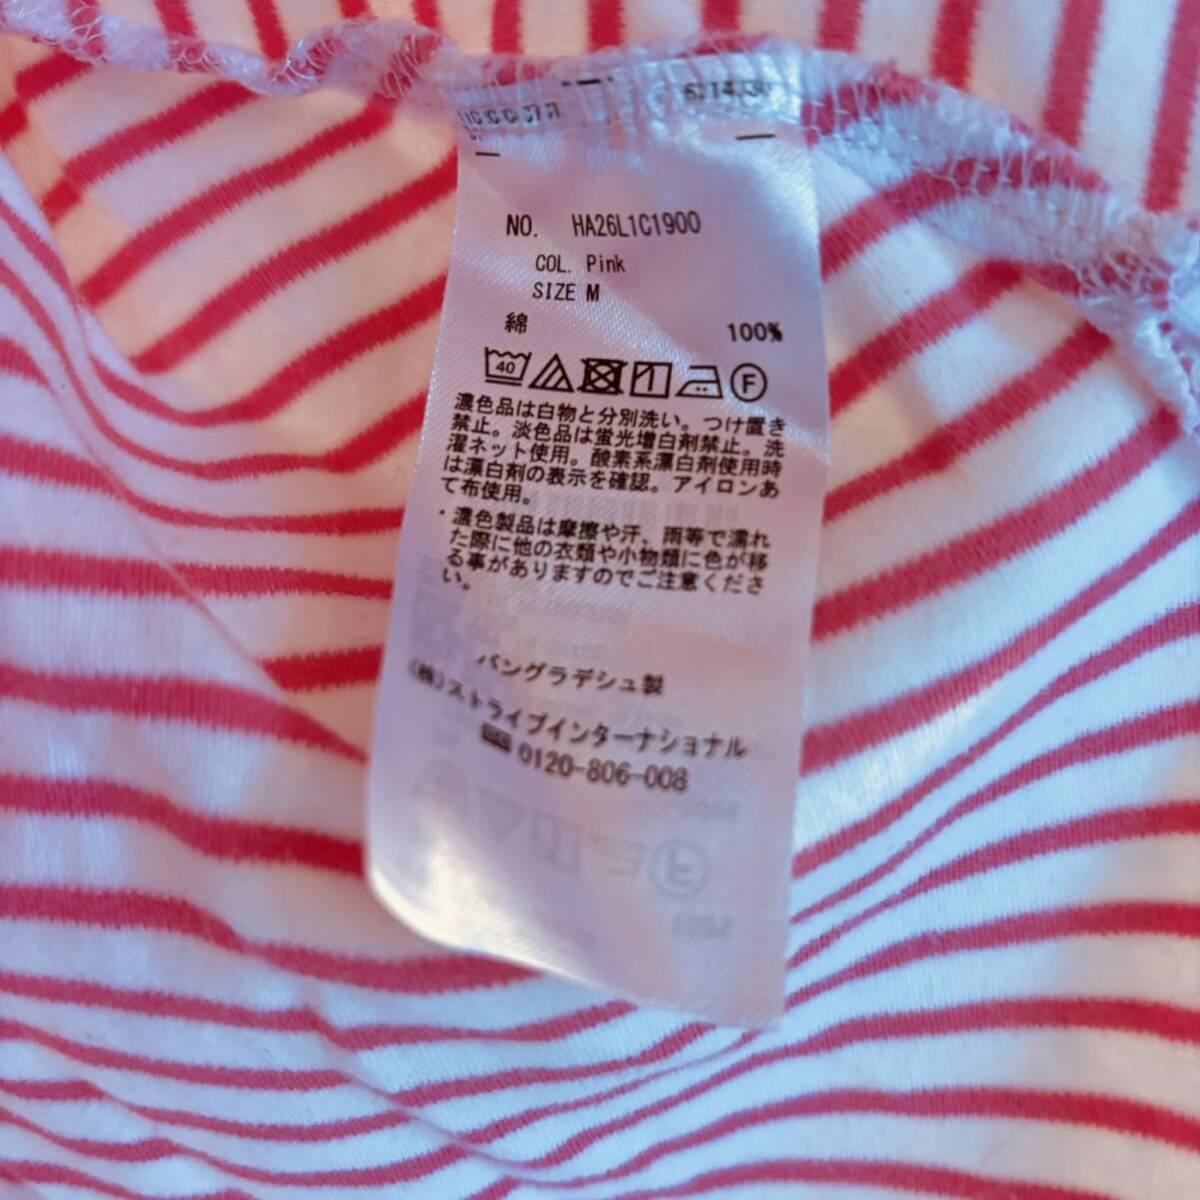 NO. HA26L1C1900
COL. Pink
SIZE M
綿 100%
40 F
濃色品は白物と分別洗い。つけ置き
禁止。淡色品は蛍光増白剤禁止。洗
濯ネット使用。酸素系漂白剤使用時
は漂白剤の表示を確認。アイロンあ
て布使用。
・濃色製品は摩擦や汗、雨等で濡れ
た際に他の衣類や小物類に色が移
る事がありますのでご注意くださ
い。
バングラデシュ製
(株)ストライプインターナショナル
0120-806-008